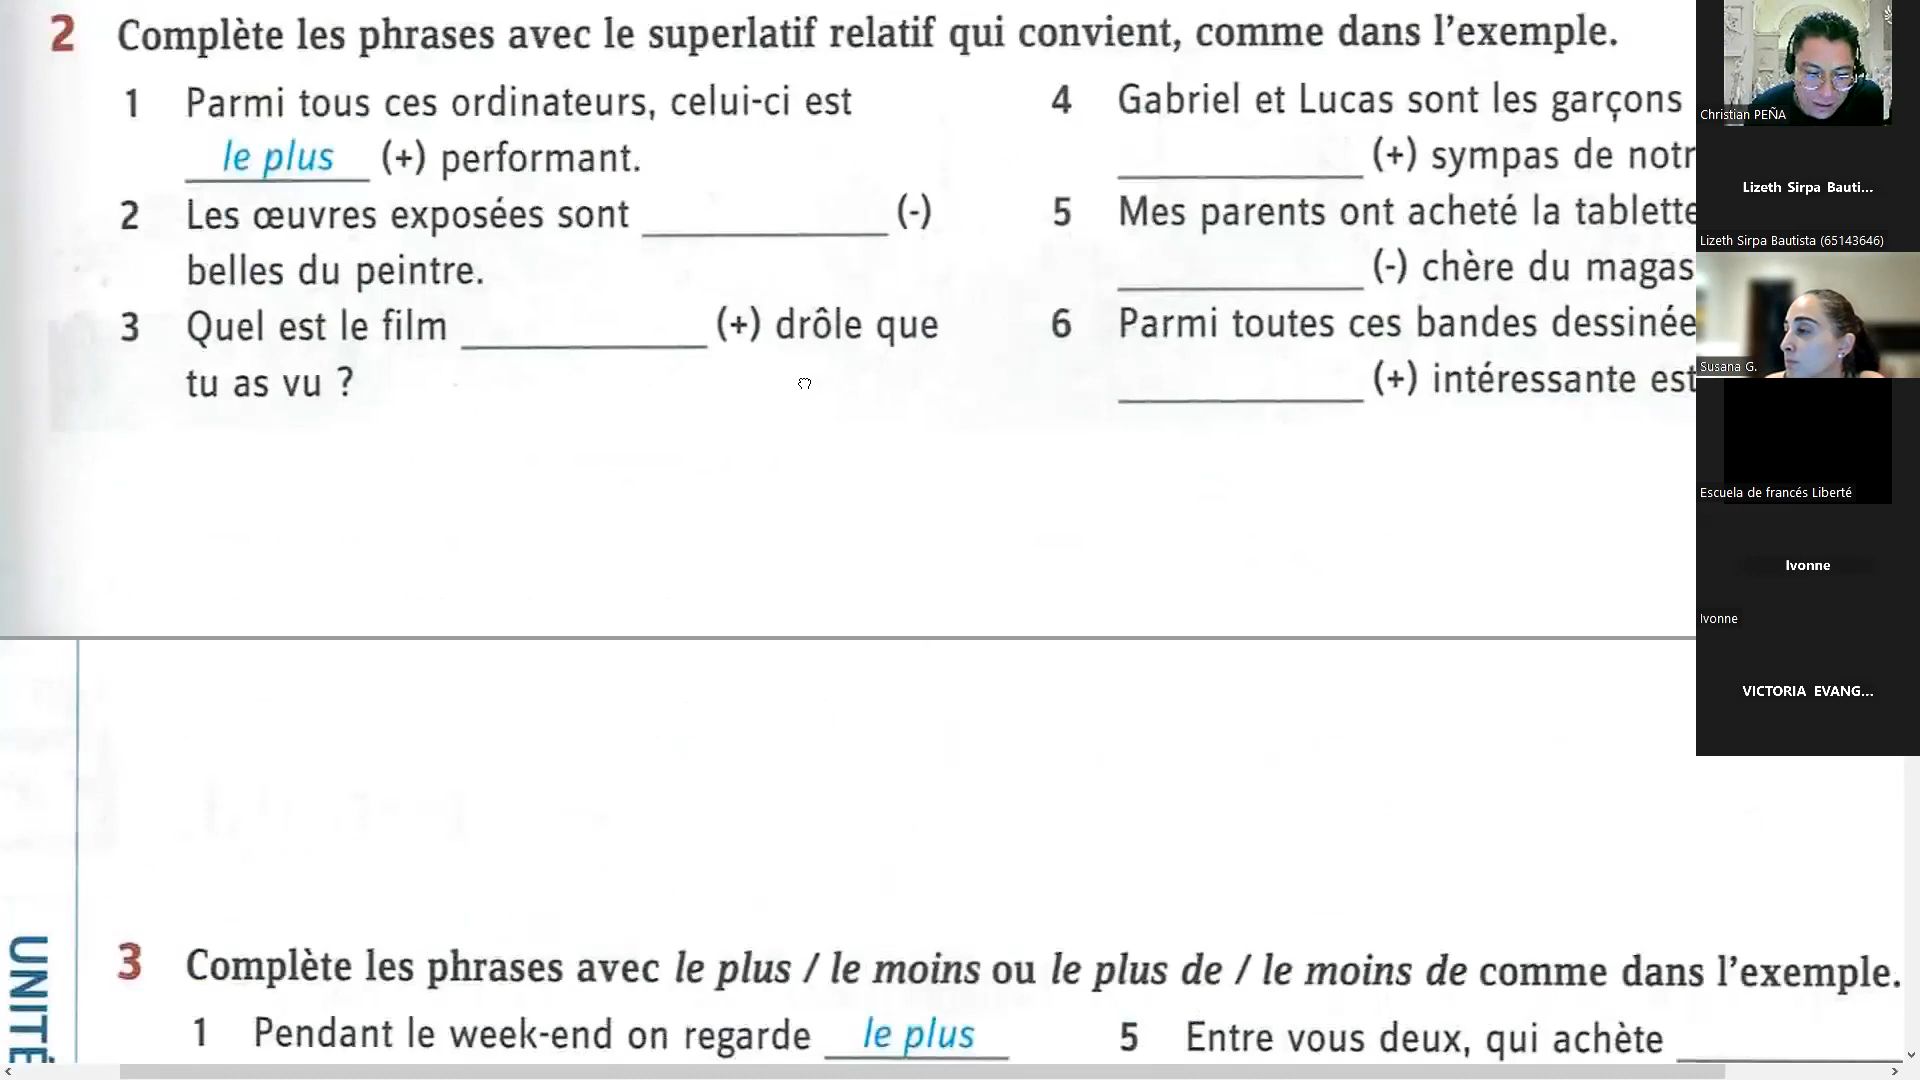 2 Complète les phrases avec le superlatif relatif qui convient, comme dans l'exemple.
1 Parmi tous ces ordinateurs, celui-ci est
le plus (+) performant.
2 Les œuvres exposées sont ____________ (-)
belles du peintre.
3 Quel est le film ____________ (+) drôle que
tu as vu ?
4 Gabriel et Lucas sont les garçons
____________ (+) sympas de notr
5 Mes parents ont acheté la tablette
____________ (-) chère du magas
6 Parmi toutes ces bandes dessinée
____________ (+) intéressante est
UNITÉ
3 Complète les phrases avec le plus / le moins ou le plus de / le moins de comme dans l'exemple.
1 Pendant le week-end on regarde le plus
5 Entre vous deux, qui achète ____________
Christian PEÑA
Lizeth Sirpa Bauti...
Lizeth Sirpa Bautista (65143646)
Susana G.
Escuela de francés Liberté
Ivonne
Ivonne
VICTORIA EVANG...